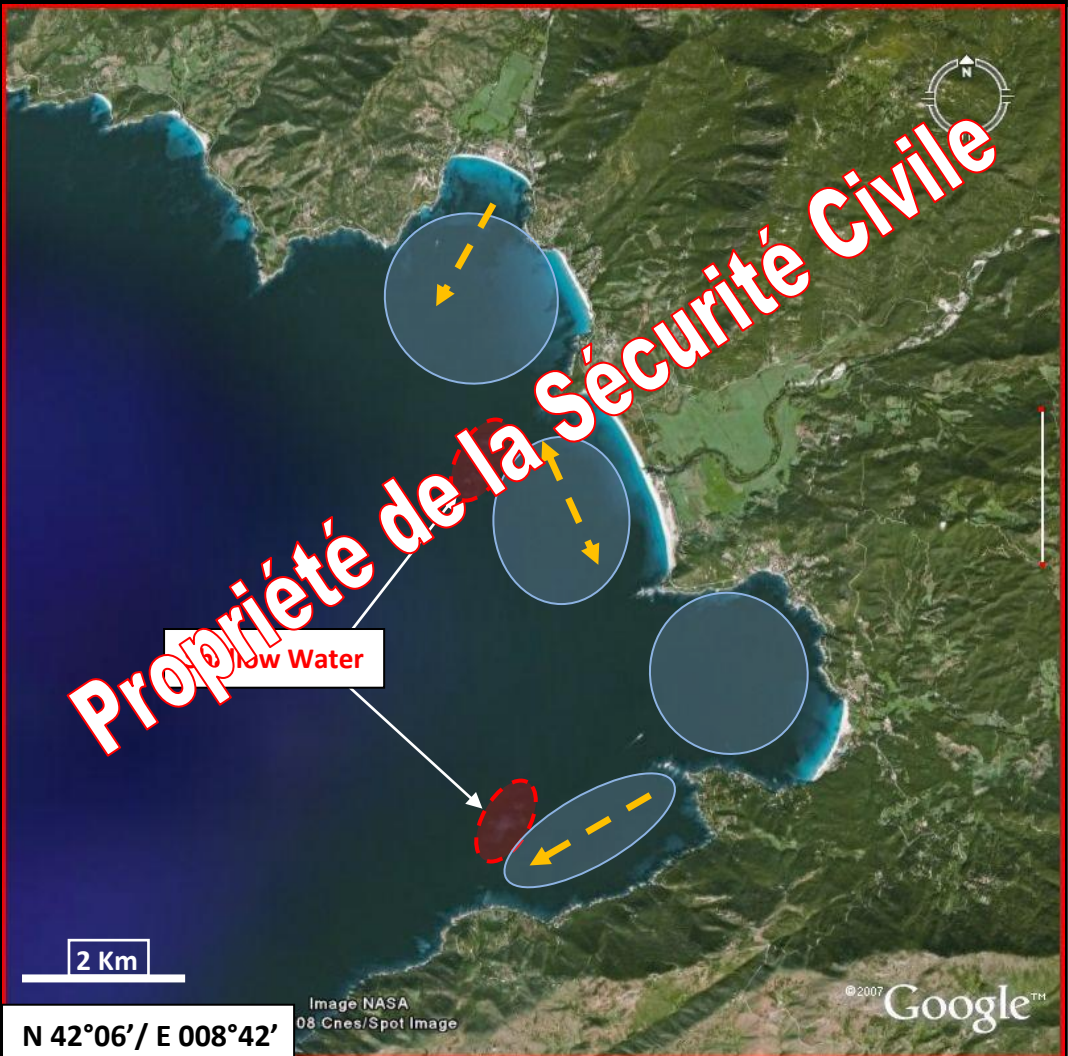 N
Propriété de la Sécurité Civile
Low Water
2 Km
Image NASA
08 Cnes/Spot Image
©2007 Google™
N 42°06'/ E 008°42'